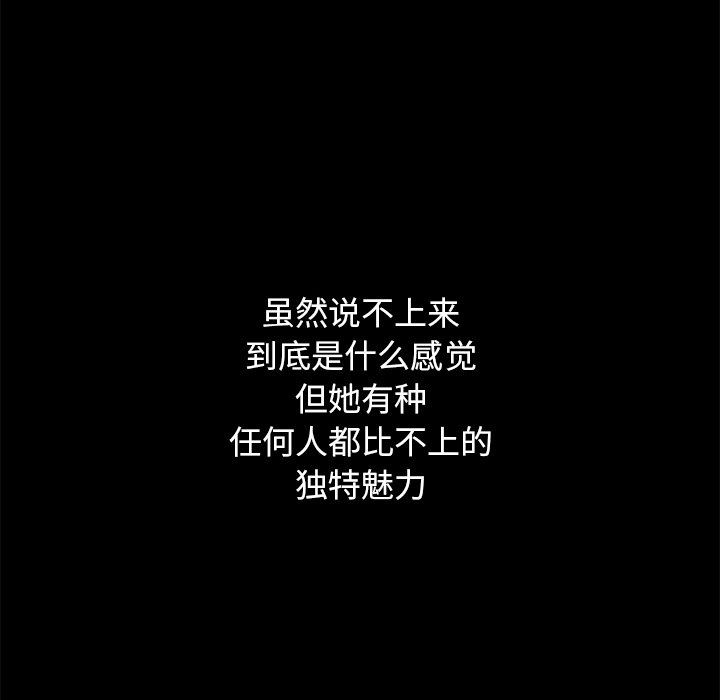 虽然说不上来
到底是什么感觉
但她有种
任何人都比不上的
独特魅力